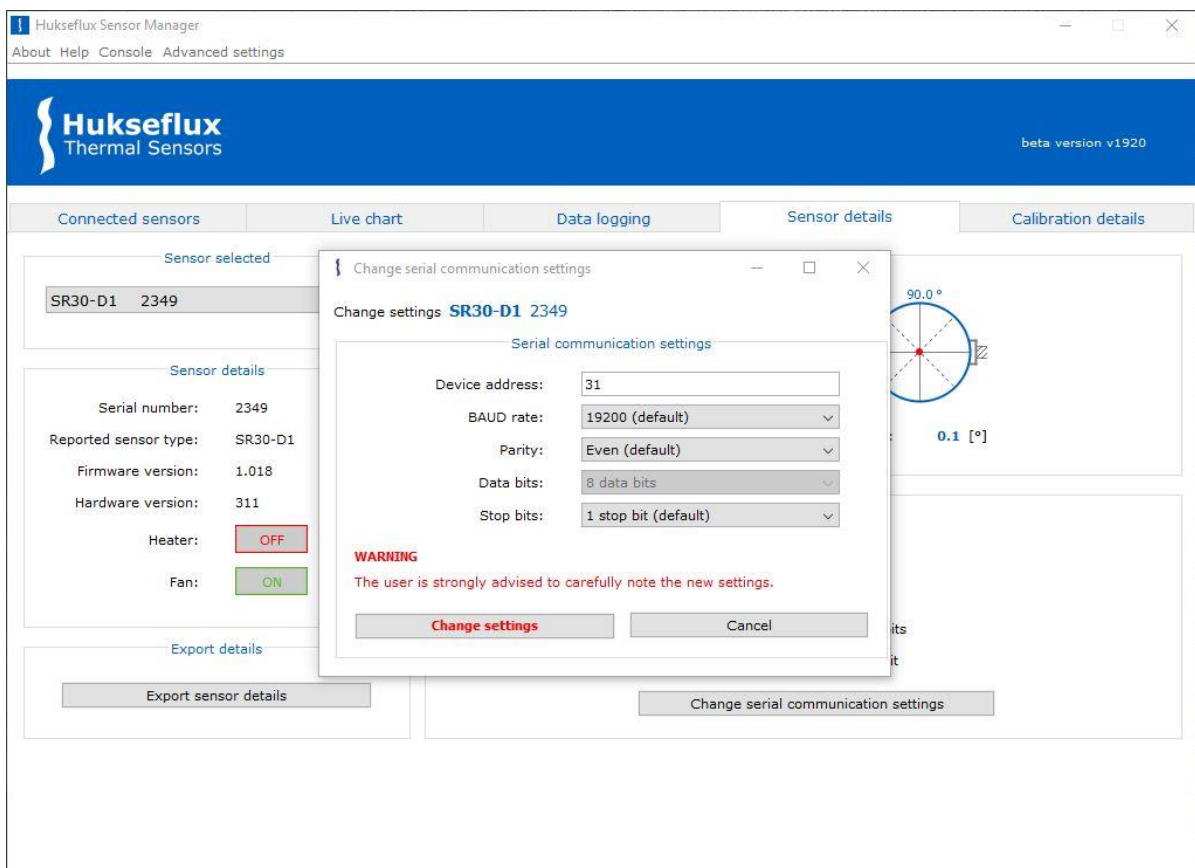 Hukseflux Sensor Manager
About Help Console Advanced settings
Hukseflux
Thermal Sensors
beta version v1920
Connected sensors
Live chart
Data logging
Sensor details
Calibration details
Sensor selected
SR30-D1 2349
Sensor details
Serial number: 2349
Reported sensor type: SR30-D1
Firmware version: 1.018
Hardware version: 311
Heater: OFF
Fan: ON
Export details
Export sensor details
Change serial communication settings
Change settings SR30-D1 2349
Serial communication settings
Device address: 31
BAUD rate: 19200 (default)
Parity: Even (default)
Data bits: 8 data bits
Stop bits: 1 stop bit (default)
WARNING
The user is strongly advised to carefully note the new settings.
Change settings
Cancel
90.0 °
: 0.1 [°]
its
it
Change serial communication settings